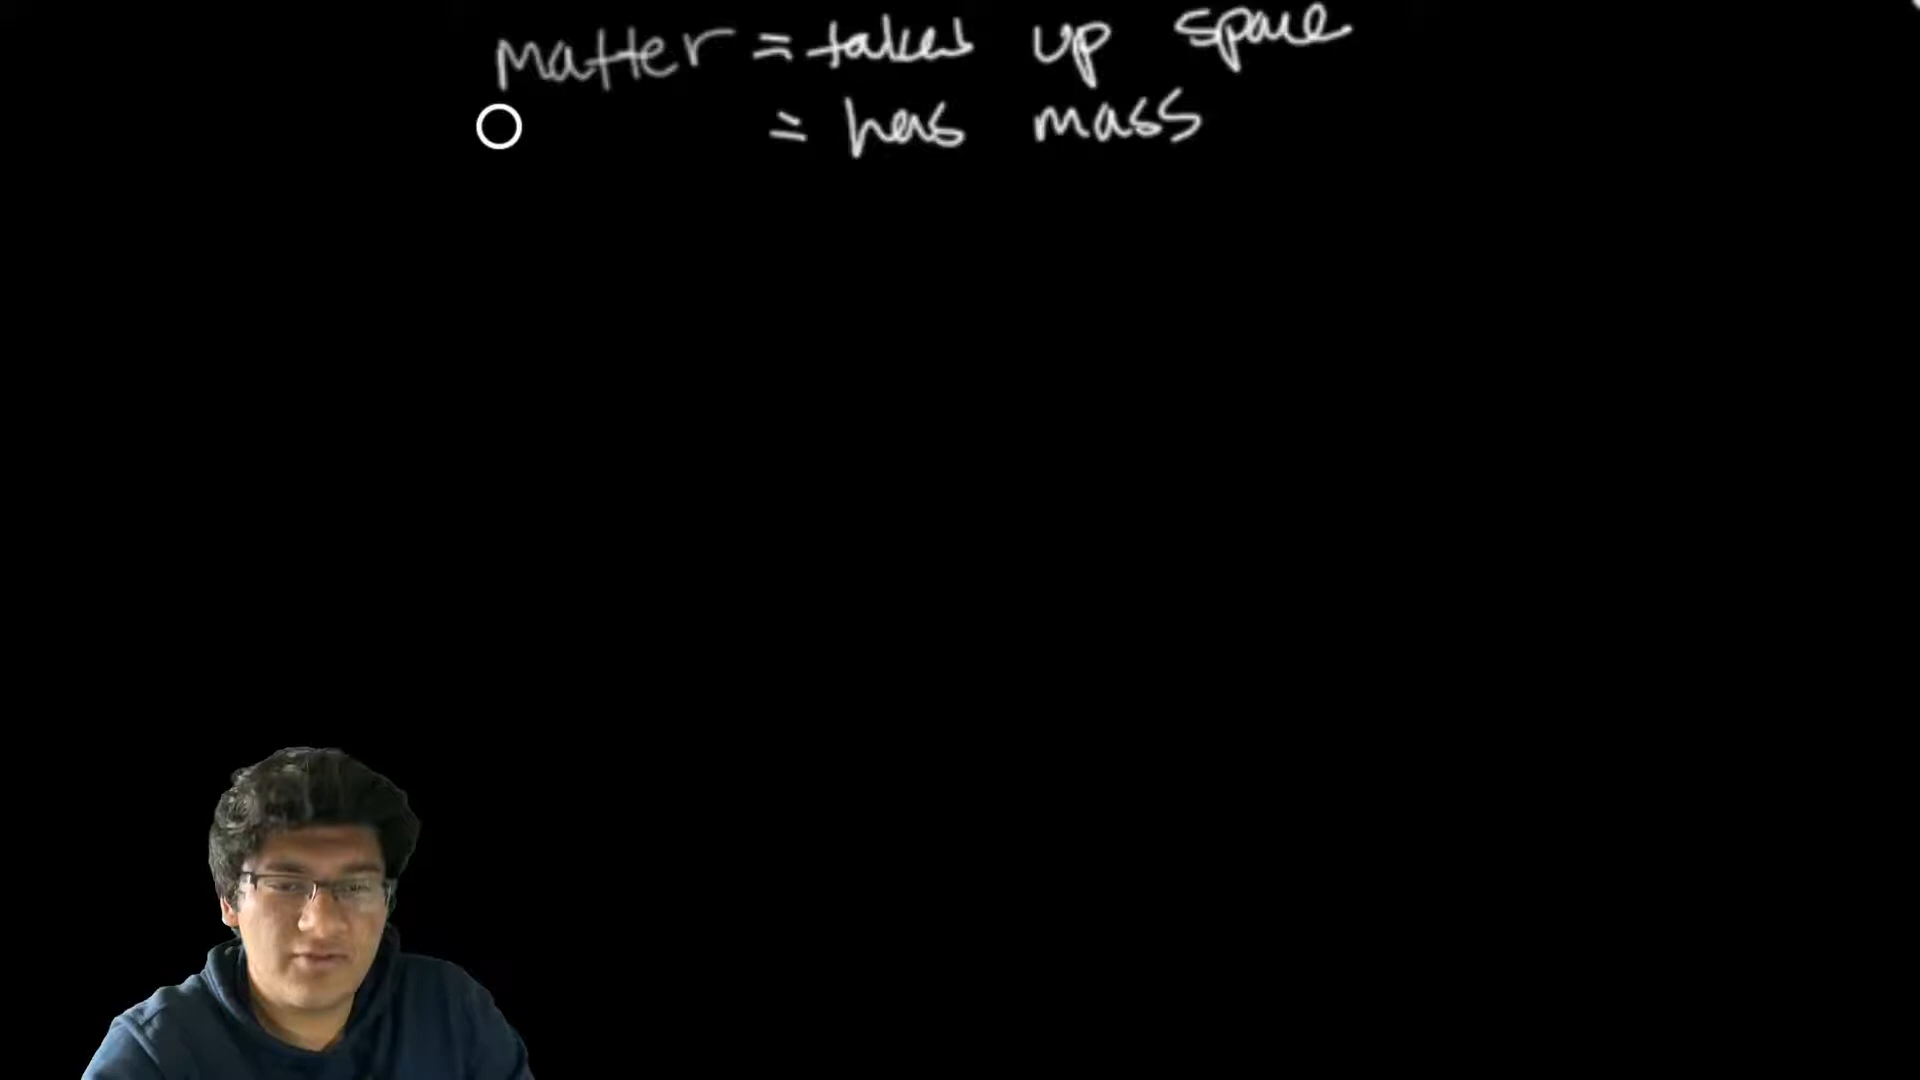 matter = takes up space
= has mass